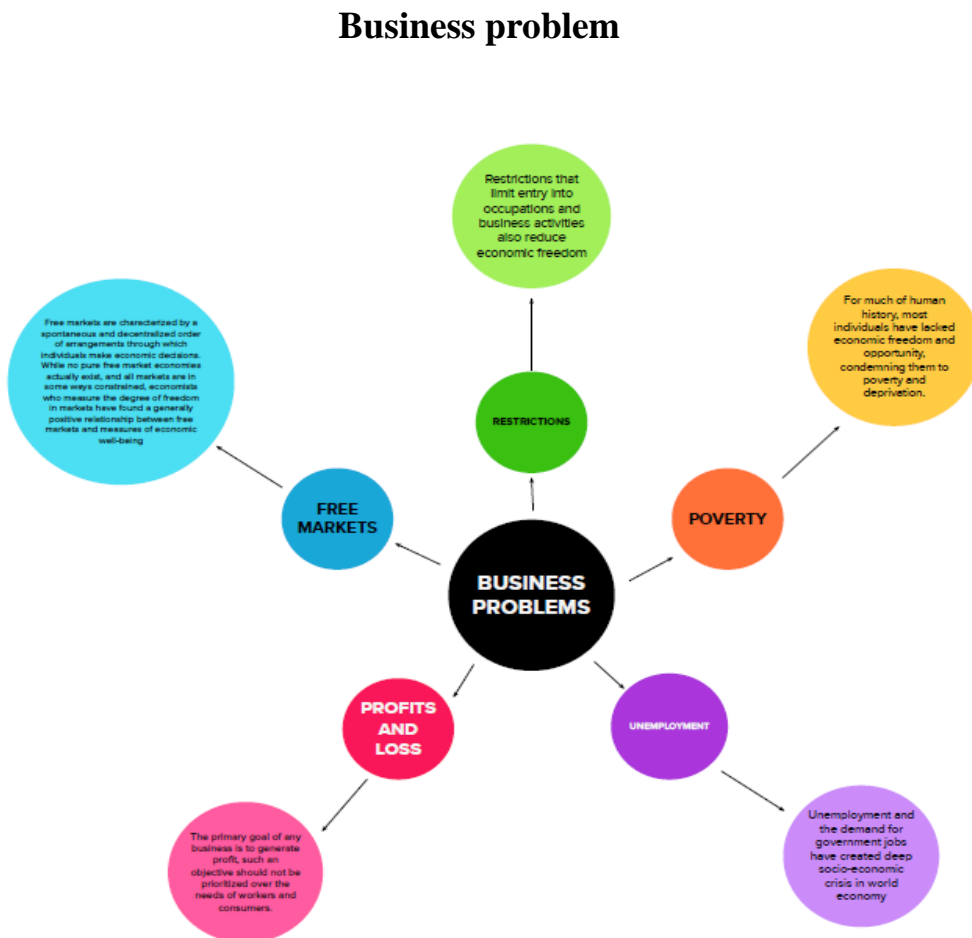 Business problem
Restrictions that
limit entry into
occupations and
business activities
also reduce
economic freedom
For much of human
history, most
individuals have lacked
economic freedom and
opportunity,
condemning them to
poverty and
deprivation.
Free markets are characterized by a
spontaneous and decentralized order
of arrangements through which
individuals make economic decisions.
While no pure free market economies
actually exist, and all markets are in
some ways constrained, economists
who measure the degree of freedom
in markets have found a generally
positive relationship between free
markets and measures of economic
well-being
RESTRICTIONS
FREE
MARKETS
POVERTY
BUSINESS
PROBLEMS
PROFITS
AND
LOSS
UNEMPLOYMENT
The primary goal of any
business is to generate
profit, such an
objective should not be
prioritized over the
needs of workers and
consumers.
Unemployment and
the demand for
government jobs
have created deep
socio-economic
crisis in world
economy